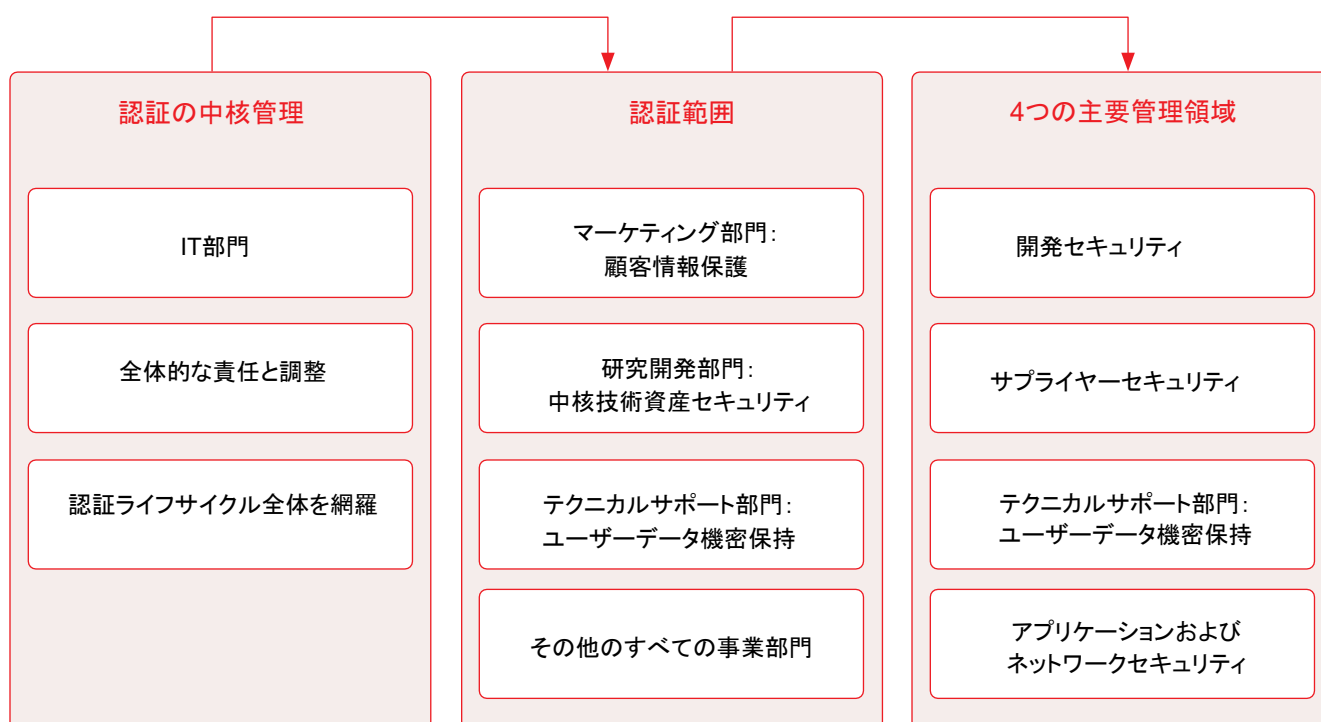 認証の中核管理
IT部門
全体的な責任と調整
認証ライフサイクル全体を網羅
認証範囲
マーケティング部門：
顧客情報保護
研究開発部門：
中核技術資産セキュリティ
テクニカルサポート部門：
ユーザーデータ機密保持
その他のすべての事業部門
4つの主要管理領域
開発セキュリティ
サプライヤーセキュリティ
テクニカルサポート部門：
ユーザーデータ機密保持
アプリケーションおよび
ネットワークセキュリティ